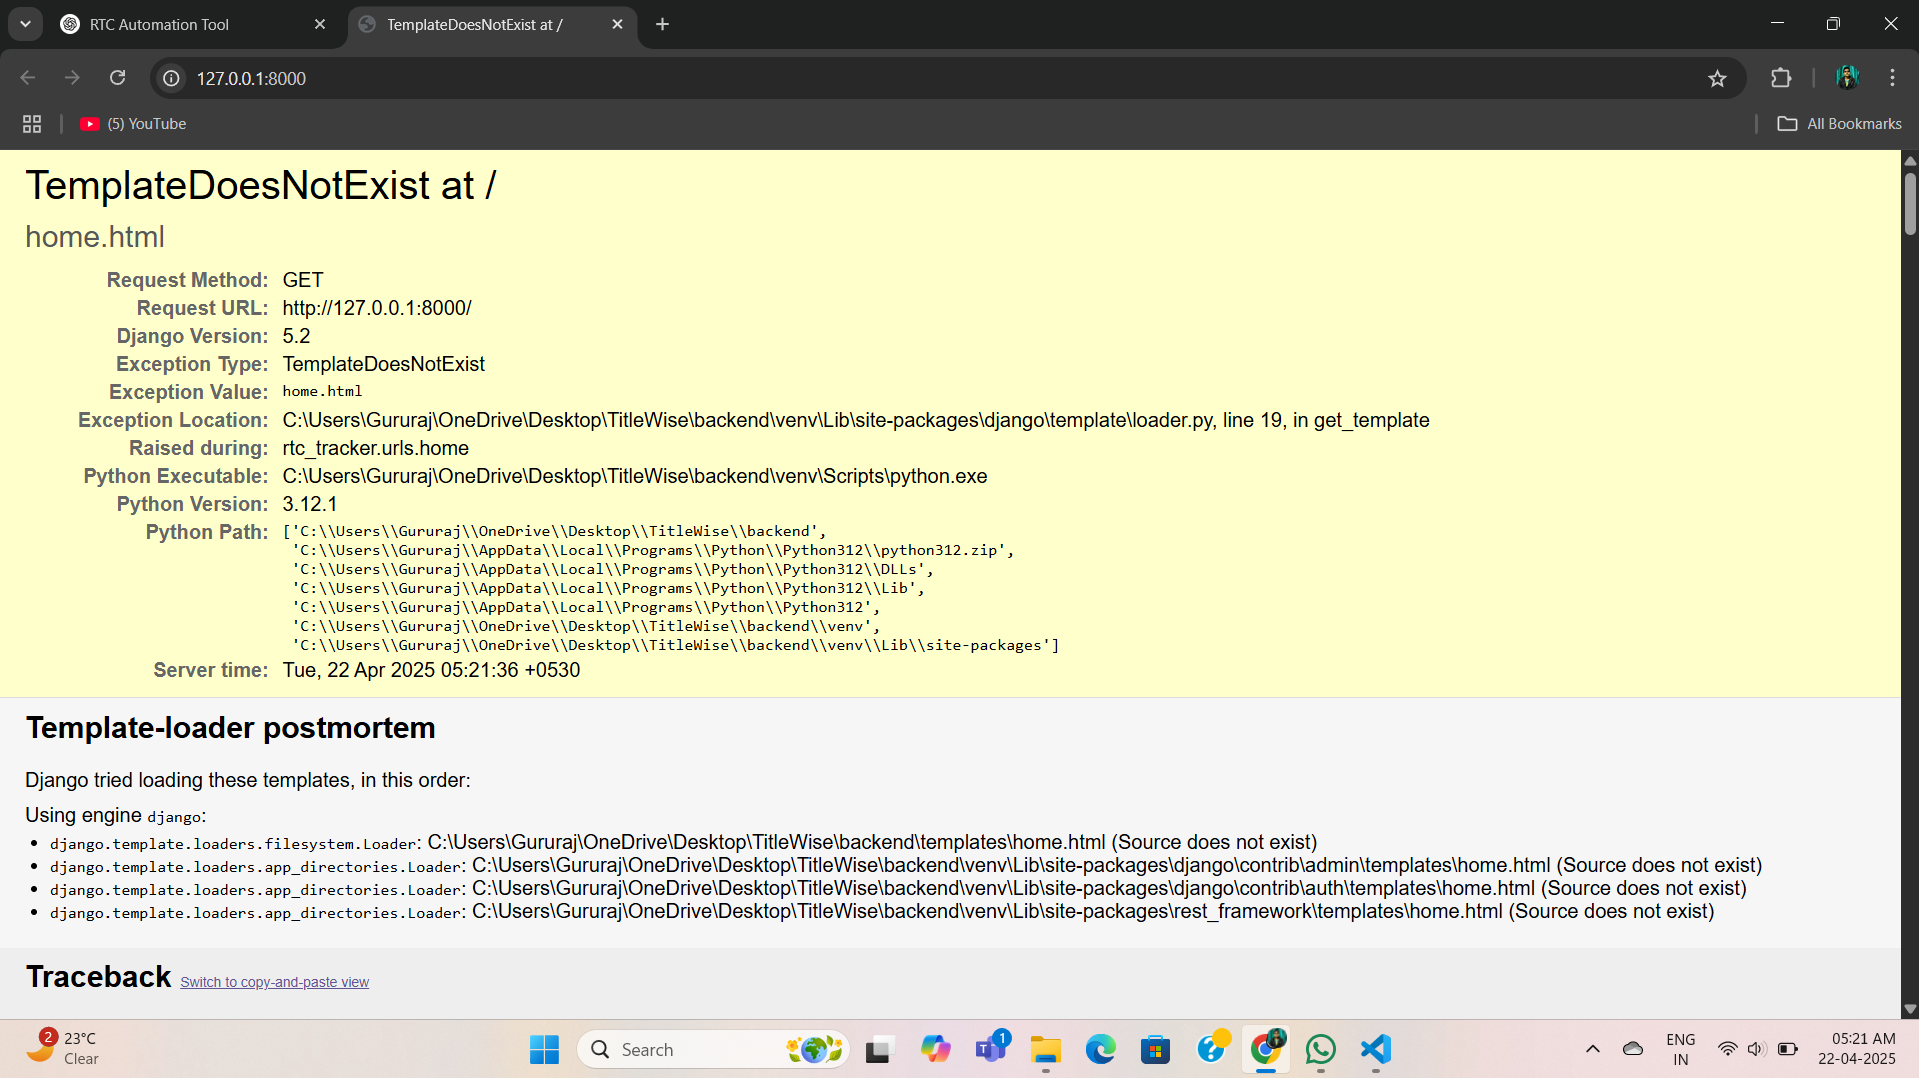 RTC Automation Tool
TemplateDoesNotExist at /
127.0.0.1:8000
(5) YouTube
All Bookmarks
TemplateDoesNotExist at /
home.html
Request Method: GET
Request URL: http://127.0.0.1:8000/
Django Version: 5.2
Exception Type: TemplateDoesNotExist
Exception Value: home.html
Exception Location: C:\Users\Gururaj\OneDrive\Desktop\TitleWise\backend\venv\Lib\site-packages\django\template\loader.py, line 19, in get_template
Raised during: rtc_tracker.urls.home
Python Executable: C:\Users\Gururaj\OneDrive\Desktop\TitleWise\backend\venv\Scripts\python.exe
Python Version: 3.12.1
Python Path: ['C:\\Users\\Gururaj\\OneDrive\\Desktop\\TitleWise\\backend',
'C:\\Users\\Gururaj\\AppData\\Local\\Programs\\Python\\Python312\\python312.zip',
'C:\\Users\\Gururaj\\AppData\\Local\\Programs\\Python\\Python312\\DLLs',
'C:\\Users\\Gururaj\\AppData\\Local\\Programs\\Python\\Python312\\Lib',
'C:\\Users\\Gururaj\\AppData\\Local\\Programs\\Python\\Python312',
'C:\\Users\\Gururaj\\OneDrive\\Desktop\\TitleWise\\backend\\venv',
'C:\\Users\\Gururaj\\OneDrive\\Desktop\\TitleWise\\backend\\venv\\Lib\\site-packages']
Server time: Tue, 22 Apr 2025 05:21:36 +0530
Template-loader postmortem
Django tried loading these templates, in this order:
Using engine django:
• django.template.loaders.filesystem.Loader: C:\Users\Gururaj\OneDrive\Desktop\TitleWise\backend\templates\home.html (Source does not exist)
• django.template.loaders.app_directories.Loader: C:\Users\Gururaj\OneDrive\Desktop\TitleWise\backend\venv\Lib\site-packages\django\contrib\admin\templates\home.html (Source does not exist)
• django.template.loaders.app_directories.Loader: C:\Users\Gururaj\OneDrive\Desktop\TitleWise\backend\venv\Lib\site-packages\django\contrib\auth\templates\home.html (Source does not exist)
• django.template.loaders.app_directories.Loader: C:\Users\Gururaj\OneDrive\Desktop\TitleWise\backend\venv\Lib\site-packages\rest_framework\templates\home.html (Source does not exist)
Traceback Switch to copy-and-paste view
2
23°C
Clear
Search
1
ENG
IN
05:21 AM
22-04-2025